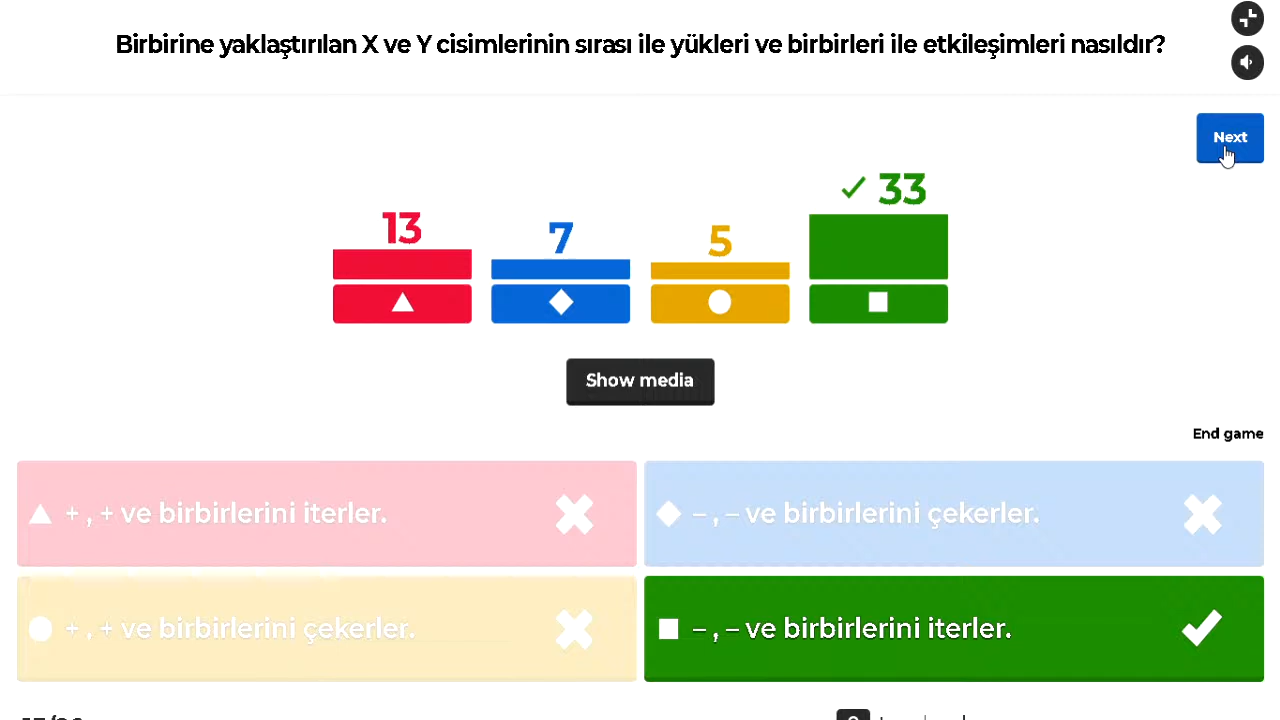 Birbirine yaklaştırılan X ve Y cisimlerinin sırası ile yükleri ve birbirleri ile etkileşimleri nasıldır?
Next
13
7
5
33
Show media
End game
+ , + ve birbirlerini iterler.
– , – ve birbirlerini çekerler.
+ , + ve birbirlerini çekerler.
– , – ve birbirlerini iterler.